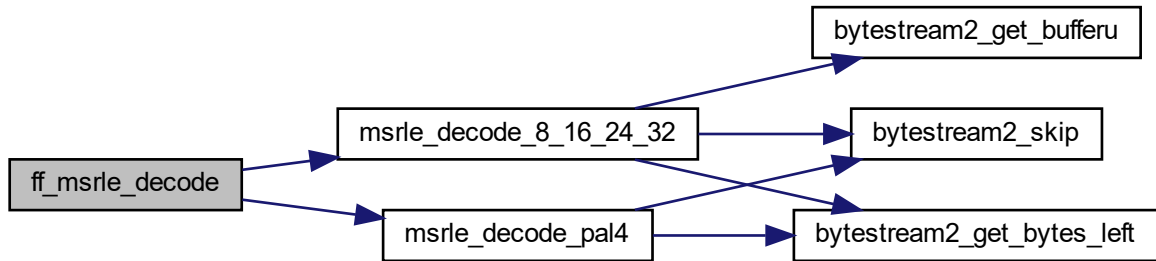 ff_msrle_decode
msrle_decode_8_16_24_32
msrle_decode_pal4
bytestream2_get_bufferu
bytestream2_skip
bytestream2_get_bytes_left